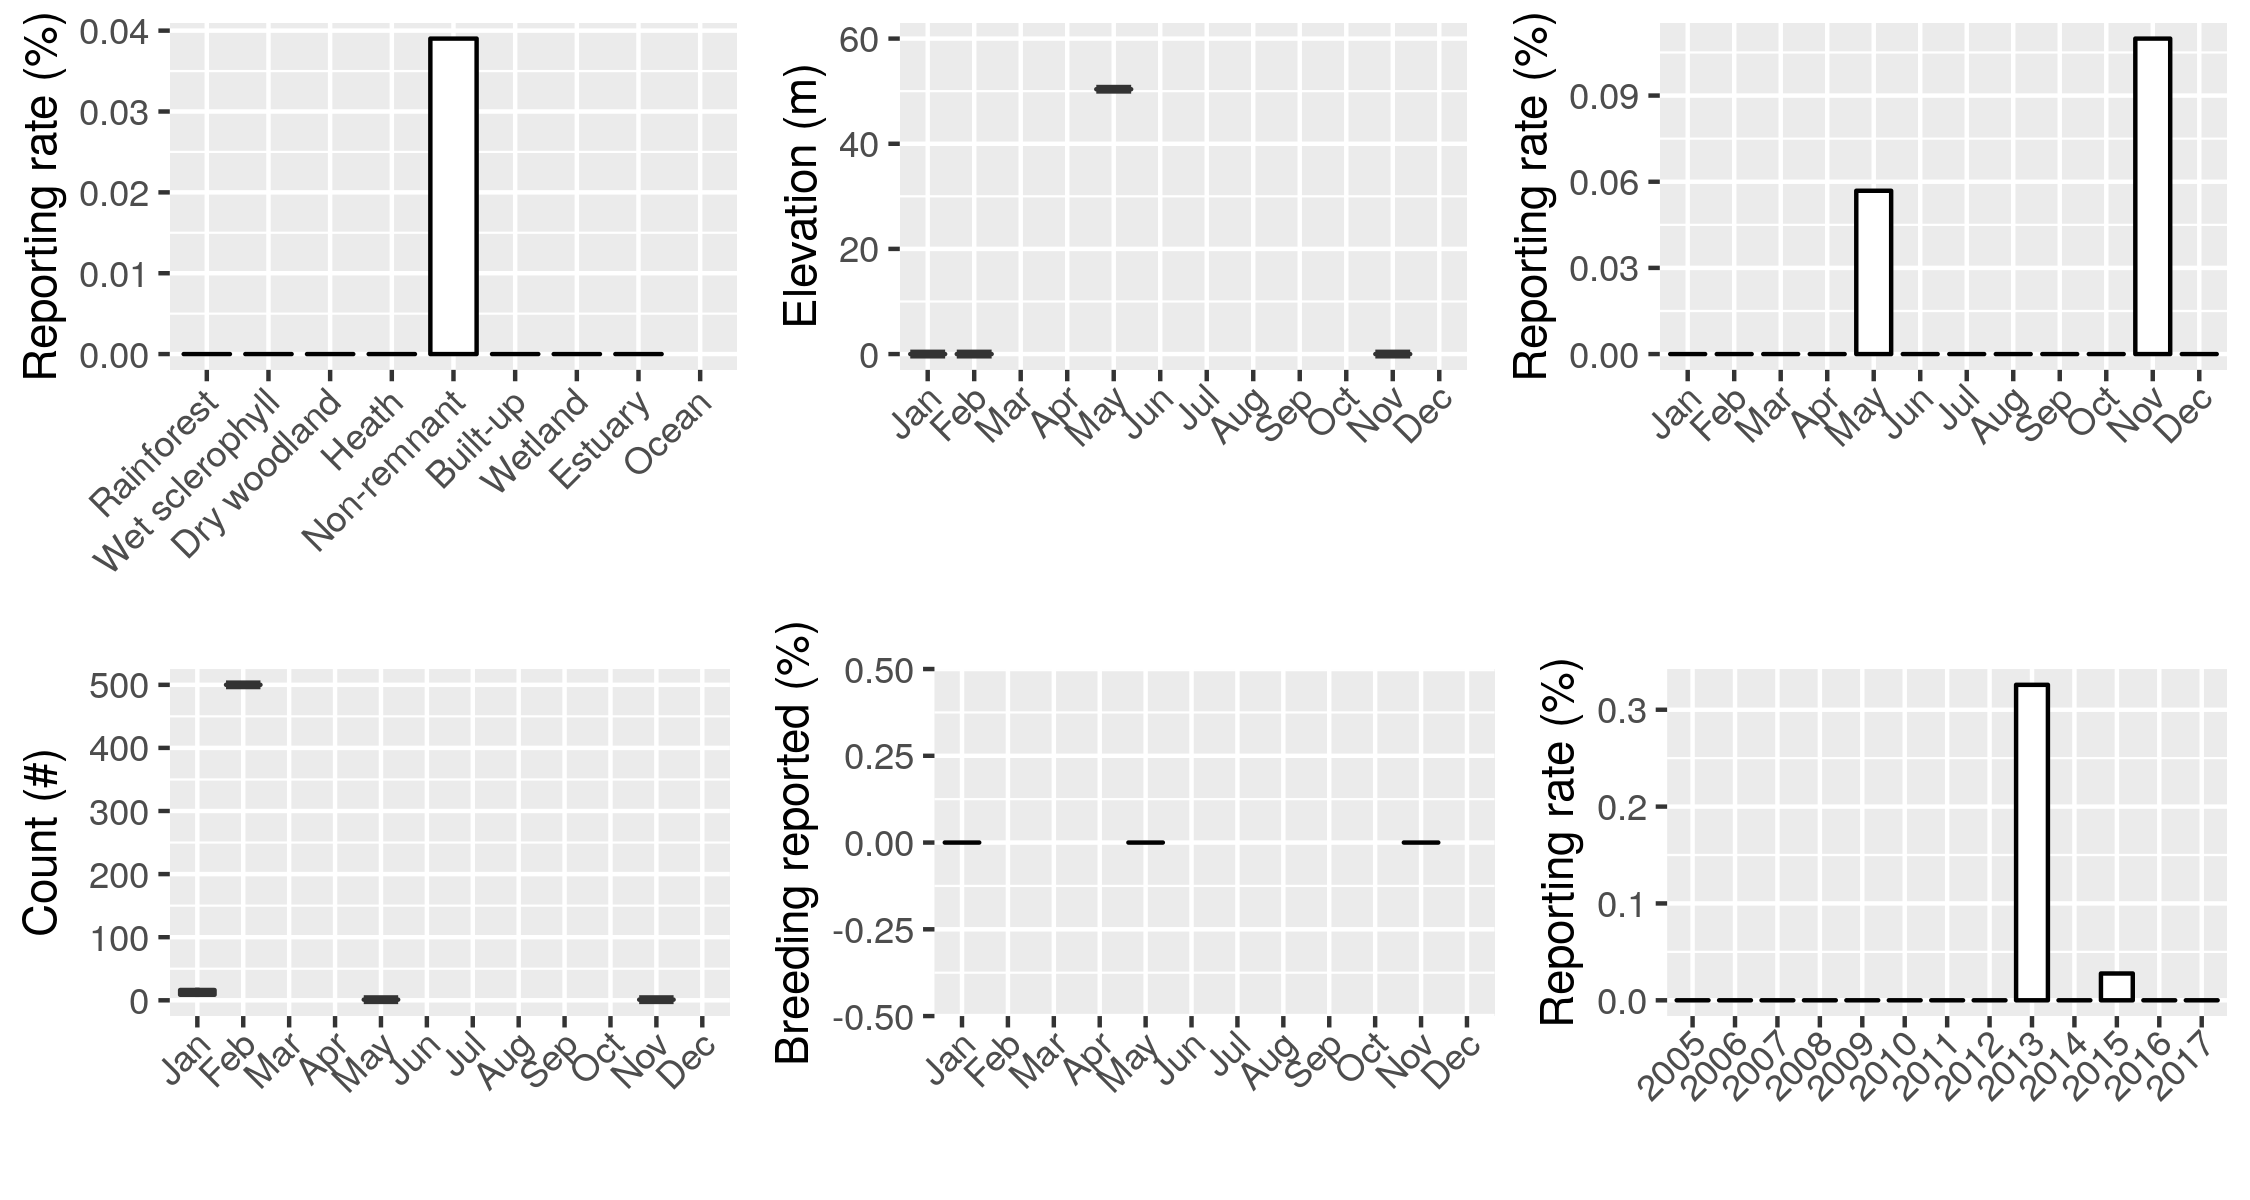 Reporting rate (%)
0.04
0.03
0.02
0.01
0.00
Rainforest
Wet sclerophyll
Dry woodland
Heath
Non-remnant
Built-up
Wetland
Estuary
Ocean
Elevation (m)
60
40
20
0
Jan
Feb
Mar
Apr
May
Jun
Jul
Aug
Sep
Oct
Nov
Dec
Reporting rate (%)
0.09
0.06
0.03
0.00
Jan
Feb
Mar
Apr
May
Jun
Jul
Aug
Sep
Oct
Nov
Dec
Count (#)
500
400
300
200
100
0
Jan
Feb
Mar
Apr
May
Jun
Jul
Aug
Sep
Oct
Nov
Dec
Breeding reported (%)
0.50
0.25
0.00
-0.25
-0.50
Jan
Feb
Mar
Apr
May
Jun
Jul
Aug
Sep
Oct
Nov
Dec
Reporting rate (%)
0.3
0.2
0.1
0.0
2005
2006
2007
2008
2009
2010
2011
2012
2013
2014
2015
2016
2017